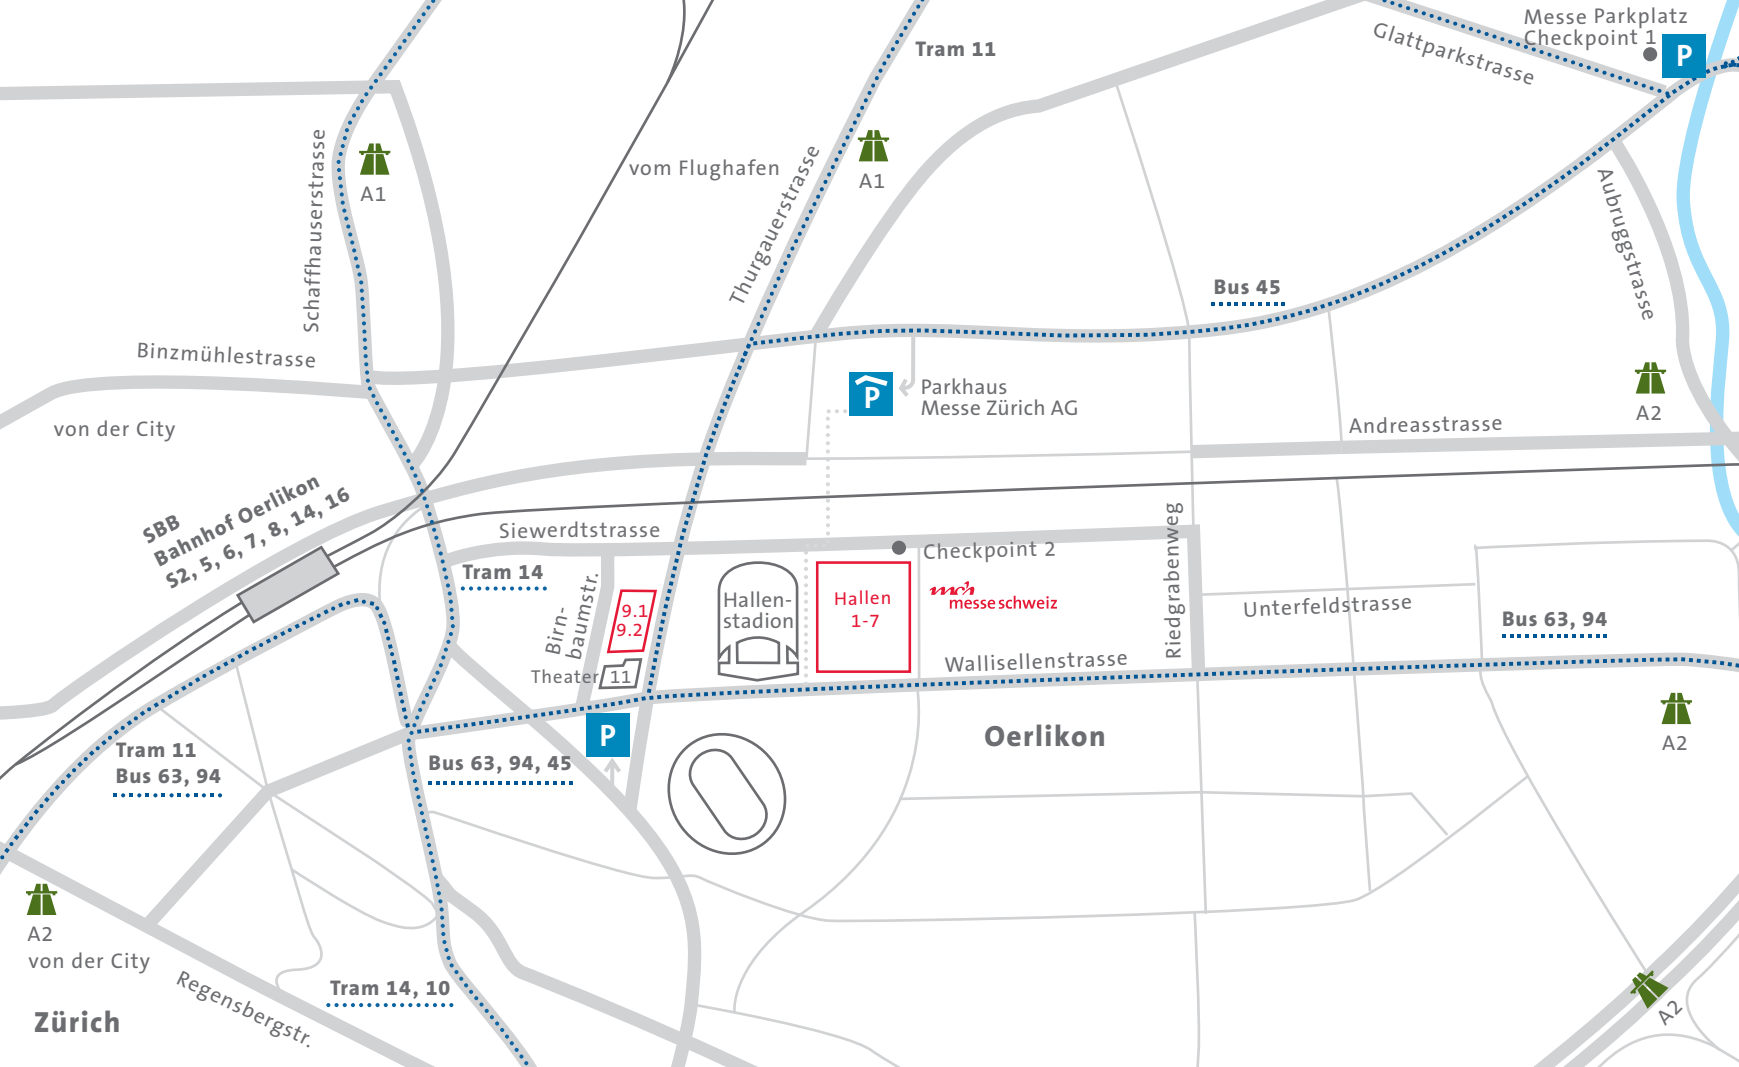 Messe Parkplatz
Checkpoint 1
P
Glattparkstrasse
Tram 11
A1
vom Flughafen
Thurgauerstrasse
Schaffhauserstrasse
A1
Aubruggstrasse
Bus 45
Binzmühlestrasse
von der City
P
Parkhaus
Messe Zürich AG
A2
Andreasstrasse
SBB
Bahnhof Oerlikon
S2, 5, 6, 7, 8, 14, 16
Siewerdtstrasse
Checkpoint 2
Riedgrabenweg
Tram 14
Birn-
baumstr.
9.1
9.2
Hallen-
stadion
Hallen
1-7
mch
messe schweiz
Unterfeldstrasse
Bus 63, 94
Theater
11
Wallisellenstrasse
P
Oerlikon
A2
Tram 11
Bus 63, 94
Bus 63, 94, 45
A2
von der City
Regensbergstr.
Tram 14, 10
Zürich
A2